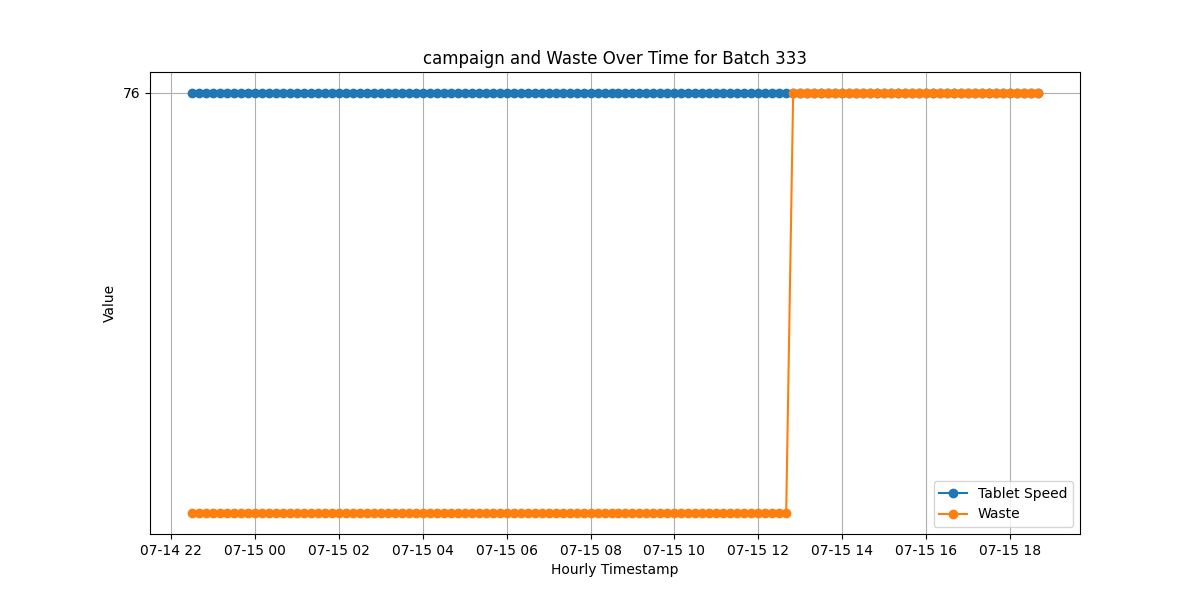 campaign and Waste Over Time for Batch 333
76
Value
Tablet Speed
Waste
07-14 22 07-15 00 07-15 02 07-15 04 07-15 06 07-15 08 07-15 10 07-15 12 07-15 14 07-15 16 07-15 18
Hourly Timestamp